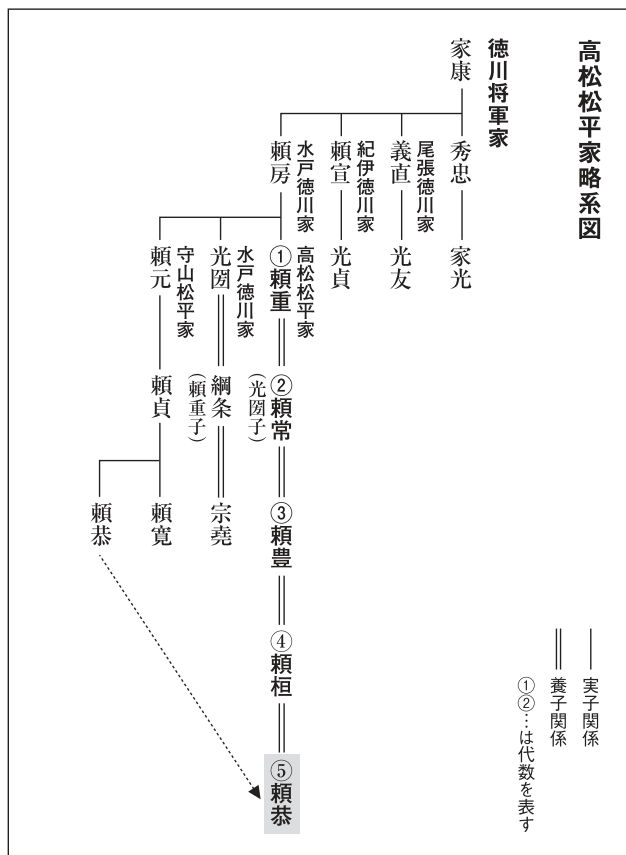 高松松平家略系図
徳川将軍家
家康
秀忠
家光
尾張徳川家
義直
光友
紀伊徳川家
頼宣
光貞
水戸徳川家
頼房
高松松平家
①頼重
②頼常
(光圀子)
③頼豊
④頼桓
⑤頼恭
水戸徳川家
光圀
綱条
(頼重子)
宗堯
守山松平家
頼元
頼貞
頼寛
頼恭
実子関係
養子関係
①②…は代数を表す